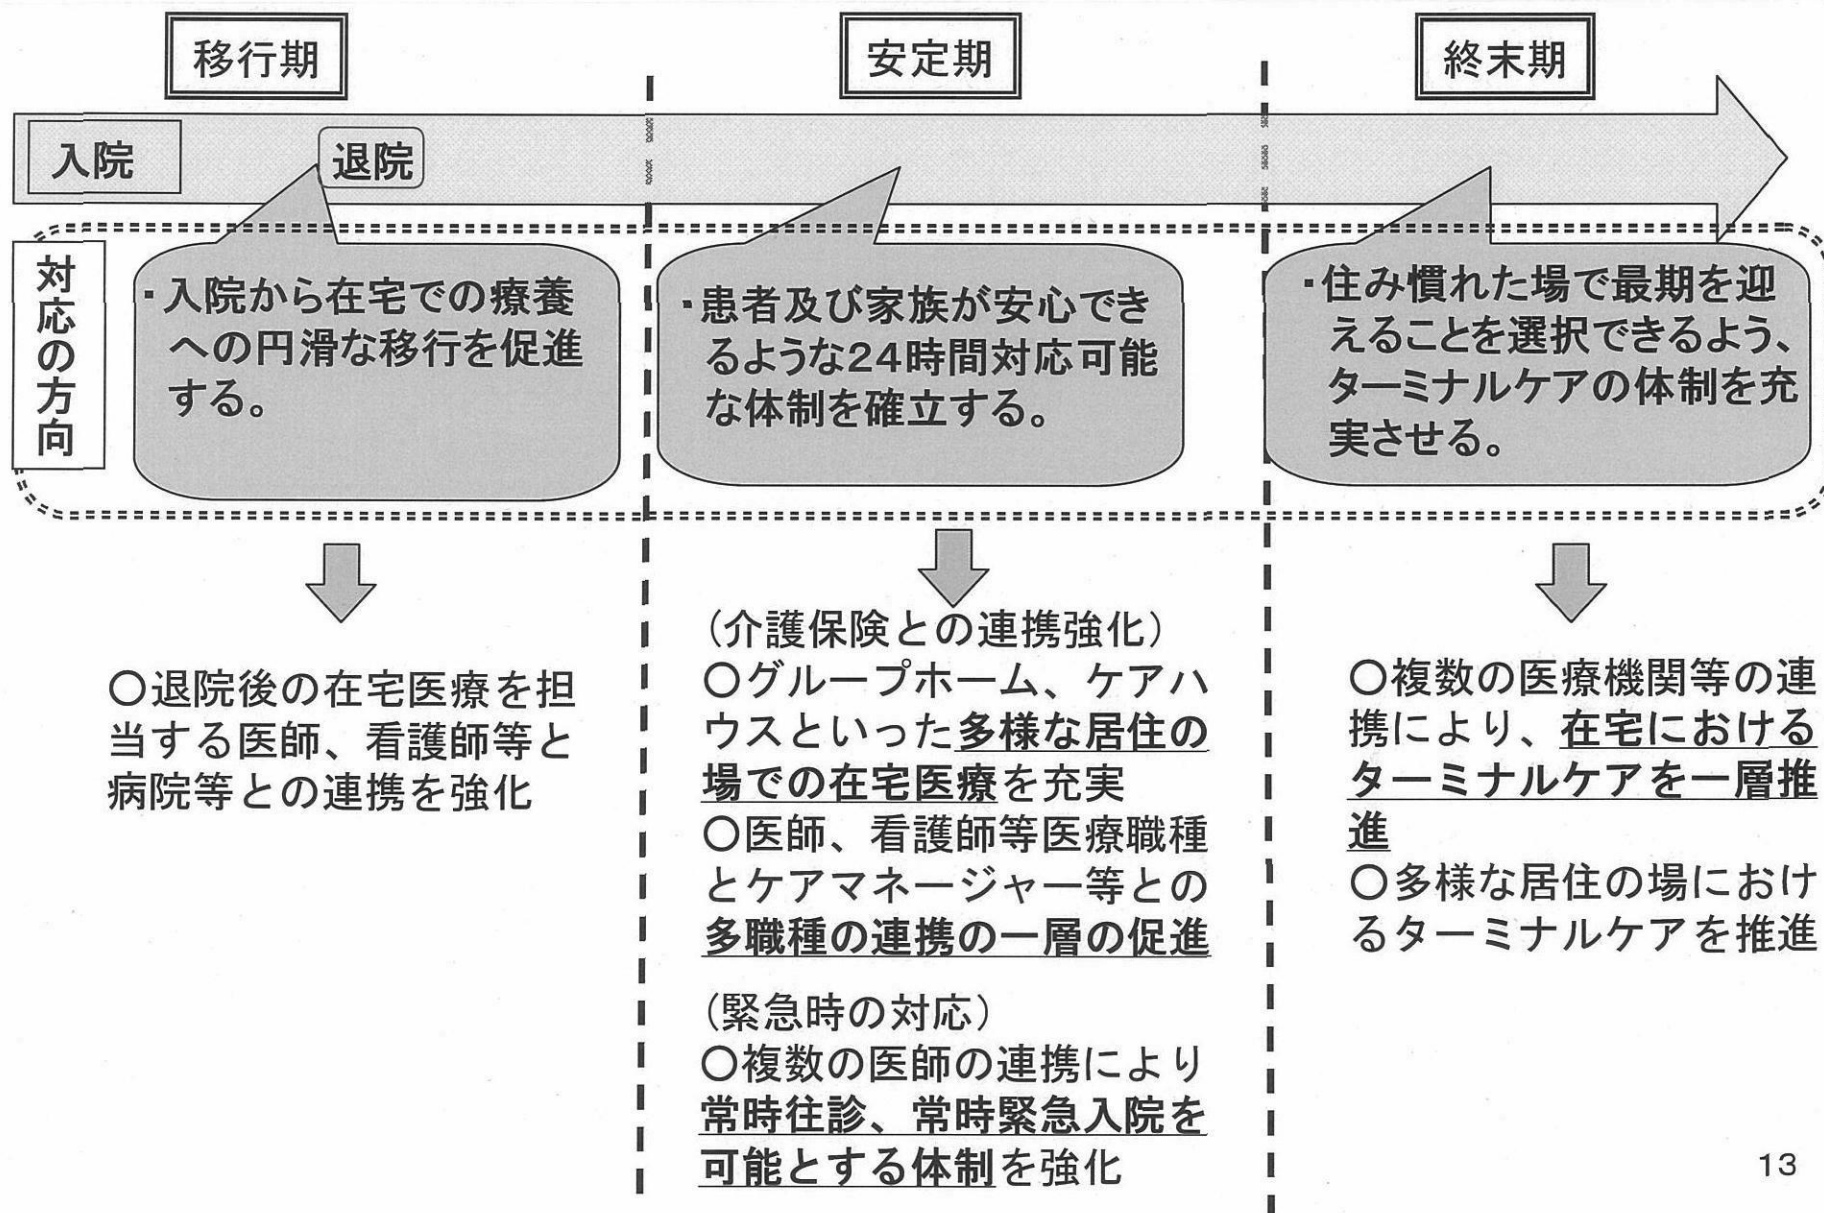 移行期
安定期
終末期
入院
退院
対応の方向
・入院から在宅での療養
への円滑な移行を促進
する。
・患者及び家族が安心でき
るような24時間対応可能
な体制を確立する。
・住み慣れた場で最期を迎
えることを選択できるよう、
ターミナルケアの体制を充
実させる。
○退院後の在宅医療を担
当する医師、看護師等と
病院等との連携を強化
(介護保険との連携強化)
○グループホーム、ケアハ
ウスといった多様な居住の
場での在宅医療を充実
○医師、看護師等医療職種
とケアマネージャー等との
多職種の連携の一層の促進
(緊急時の対応)
○複数の医師の連携により
常時往診、常時緊急入院を
可能とする体制を強化
○複数の医療機関等の連
携により、在宅における
ターミナルケアを一層推
進
○多様な居住の場におけ
るターミナルケアを推進
13